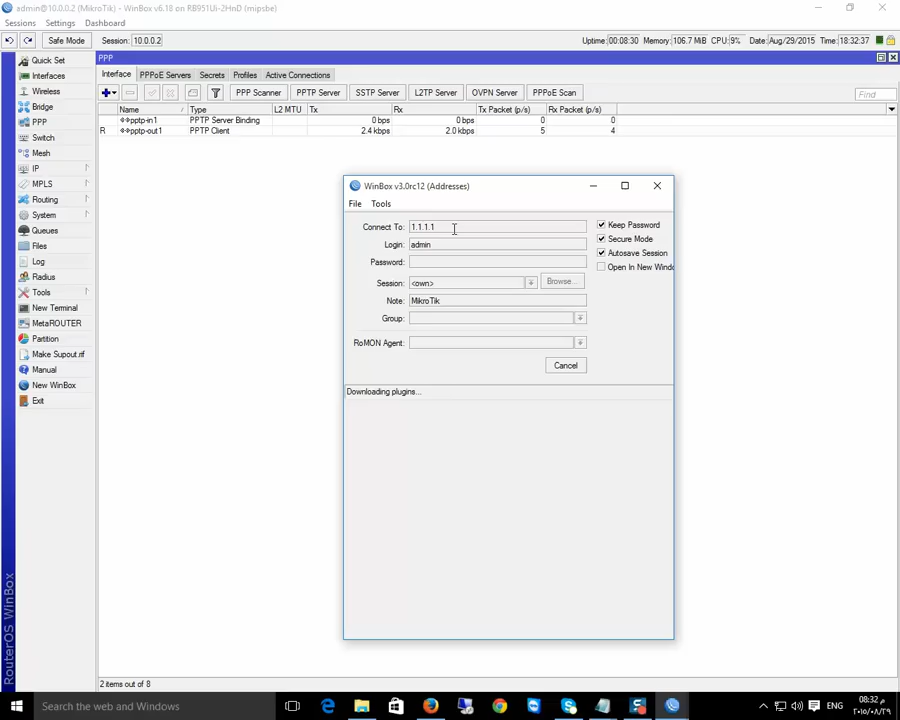 admin@10.0.0.2 (MikroTik) - WinBox v6.18 on RB951Ui-2HnD (mipsbe)
Sessions Settings Dashboard
Safe Mode Session: 10.0.0.2 Uptime: 00:08:30 Memory: 106.7 MiB CPU: 9% Date: Aug/29/2015 Time: 18:32:37
Quick Set
Interfaces
Wireless
Bridge
PPP
Switch
Mesh
IP
MPLS
Routing
System
Queues
Files
Log
Radius
Tools
New Terminal
MetaROUTER
Partition
Make Supout.rif
Manual
New WinBox
Exit
RouterOS WinBox
PPP
Interface PPPoE Servers Secrets Profiles Active Connections
PPP Scanner PPTP Server SSTP Server L2TP Server OVPN Server PPPoE Scan Find
Name Type L2 MTU Tx Rx Tx Packet (p/s) Rx Packet (p/s)
pptp-in1 PPTP Server Binding 0 bps 0 bps 0 0
R pptp-out1 PPTP Client 2.4 kbps 2.0 kbps 5 4
WinBox v3.0rc12 (Addresses)
File Tools
Connect To: 1.1.1.1 Keep Password
Login: admin Secure Mode
Password: Autosave Session
Open In New Windo
Session: <own> Browse...
Note: MikroTik
Group:
RoMON Agent:
Cancel
Downloading plugins...
2 items out of 8
Search the web and Windows
ENG
08:32 م
٢٠١٥/٠٨/٢٩